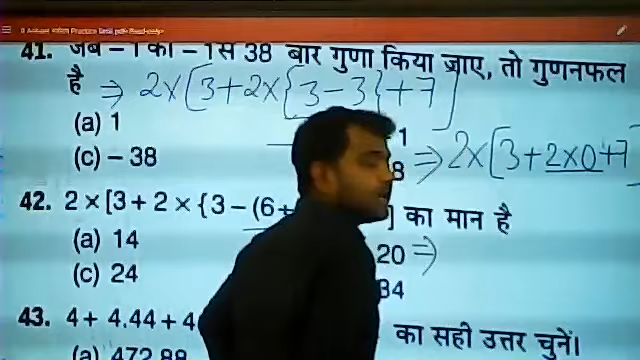 41. जब – 1 को – 1 से 38 बार गुणा किया जाए, तो गुणनफल
है ⇒ 2×[3+2×{3-3}+7]
(a) 1
1
(c) – 38
8 ⇒ 2×[3+2×0+7]
42. 2 × [3 + 2 × {3 – (6 ] का मान है
(a) 14
20 ⇒
(c) 24
34
43. 4 + 4.44 + 4 का सही उत्तर चुनें।
(a) 472.88